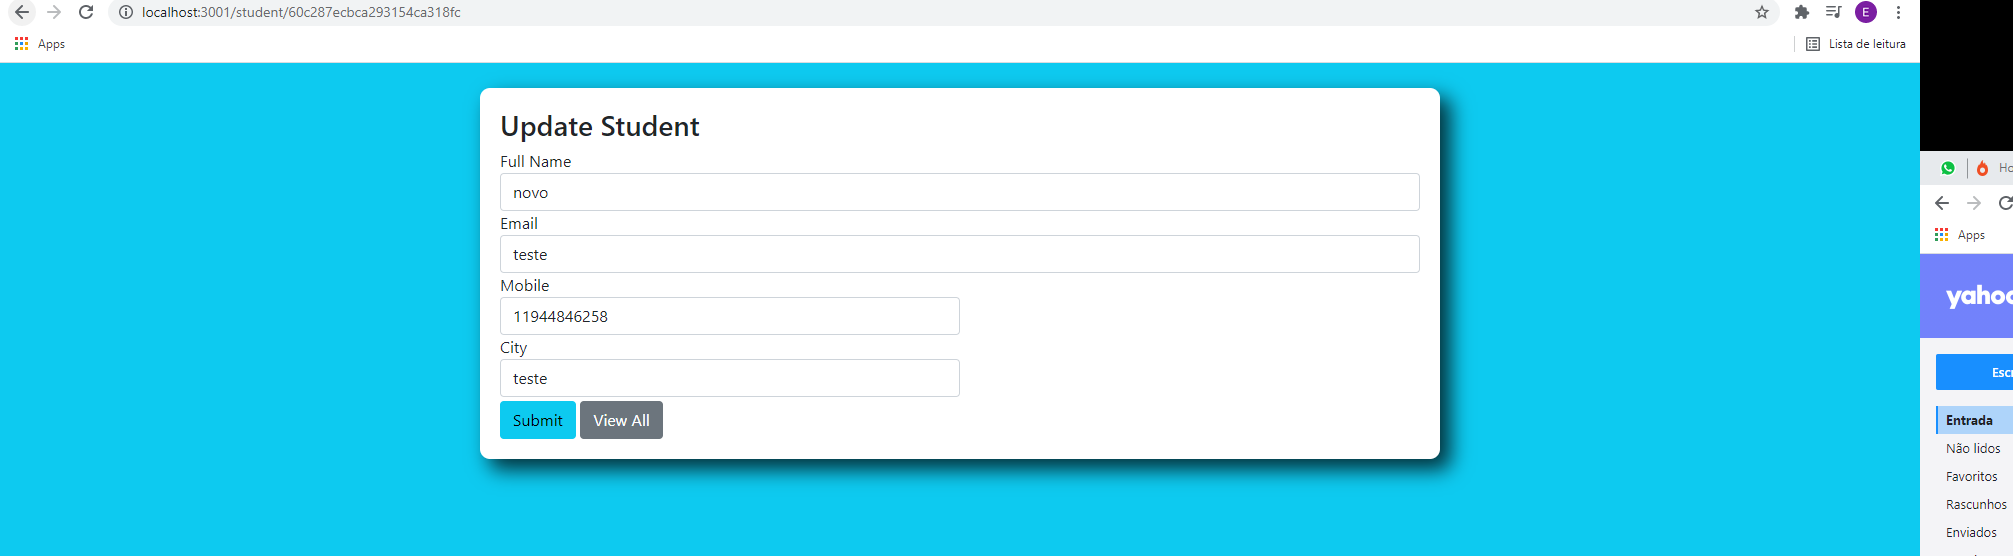 localhost:3001/student/60c287ecbca293154ca318fc
E
Apps
Lista de leitura
Update Student
Full Name
novo
Email
teste
Mobile
11944846258
City
teste
Submit View All
Ho
Apps
yahoo
Escr
Entrada
Não lidos
Favoritos
Rascunhos
Enviados